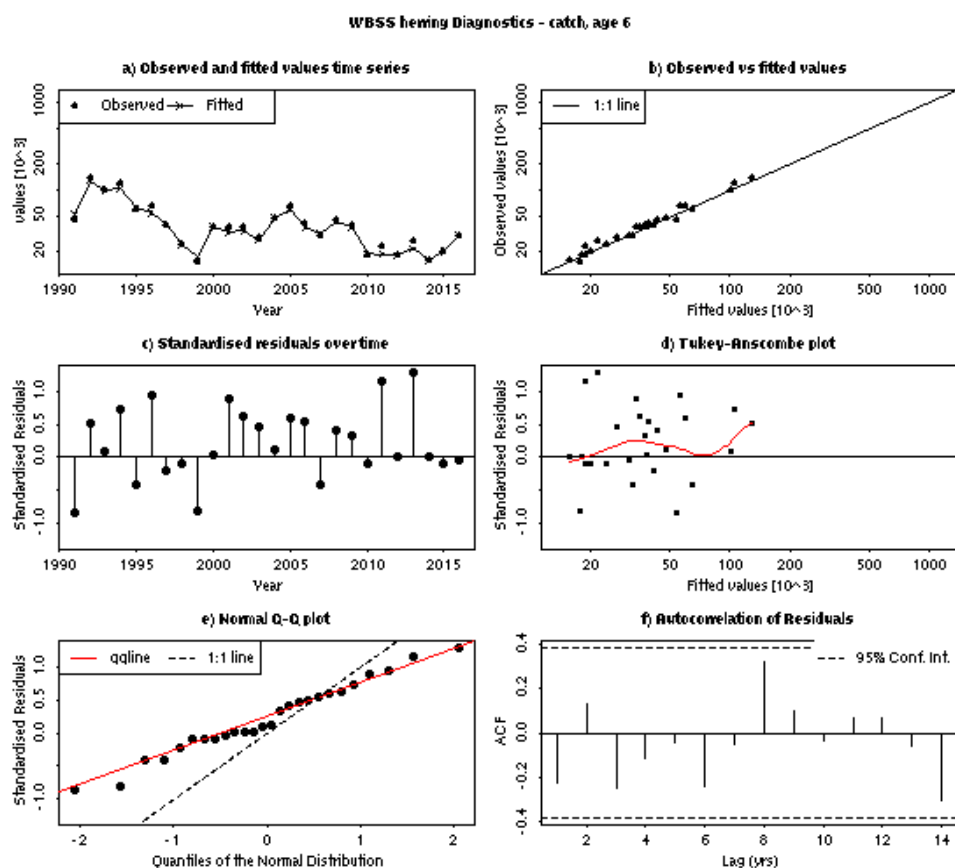 WBSS herring Diagnostics - catch, age 6
a) Observed and fitted values time series
Observed Fitted
values [10^3]
1000
200
50
20
1990 1995 2000 2005 2010 2015
Year
b) Observed vs fitted values
1:1 line
Observed values [10^3]
1000
200
50
20
20 50 100 200 500 1000
Fitted values [10^3]
c) Standardised residuals over time
Standardised Residuals
1.0
0.5
0.0
-1.0
1990 1995 2000 2005 2010 2015
Year
d) Tukey-Anscombe plot
Standardised Residuals
1.0
0.5
0.0
-1.0
20 50 100 200 500 1000
Fitted values [10^3]
e) Normal Q-Q plot
qqline 1:1 line
Standardised Residuals
1.0
0.5
0.0
-1.0
-2 -1 0 1 2
Quantiles of the Normal Distribution
f) Autocorrelation of Residuals
95% Conf. Int.
ACF
0.4
0.2
0.0
-0.2
-0.4
2 4 6 8 10 12 14
Lag (yrs)